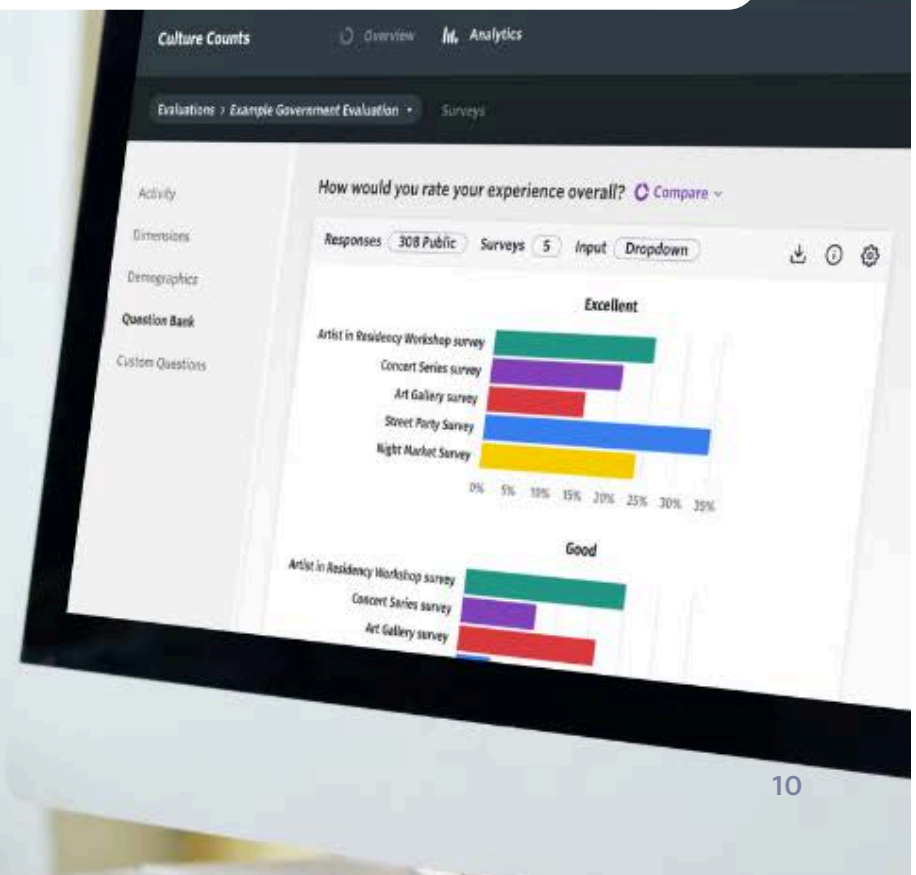 Culture Counts Overview Analytics
Evaluations > Example Government Evaluation Surveys
Activity
Dimensions
Demographics
Question Bank
Custom Questions
How would you rate your experience overall? Compare
Responses 308 Public Surveys 5 Input Dropdown
Excellent
Artist in Residency Workshop survey
Concert Series survey
Art Gallery survey
Street Party Survey
Night Market Survey
0% 5% 10% 15% 20% 25% 30% 35%
Good
Artist in Residency Workshop survey
Concert Series survey
Art Gallery survey
10